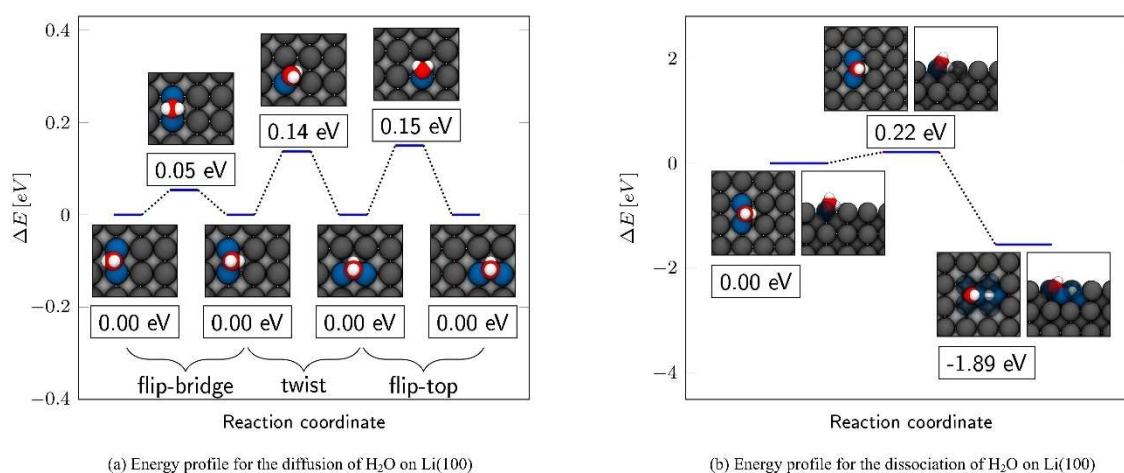 0.4
0.2
0
−0.2
−0.4
ΔE [eV]
0.05 eV
0.14 eV
0.15 eV
0.00 eV
0.00 eV
0.00 eV
0.00 eV
flip-bridge
twist
flip-top
Reaction coordinate
(a) Energy profile for the diffusion of H₂O on Li(100)
2
0
−2
−4
ΔE [eV]
0.22 eV
0.00 eV
-1.89 eV
Reaction coordinate
(b) Energy profile for the dissociation of H₂O on Li(100)